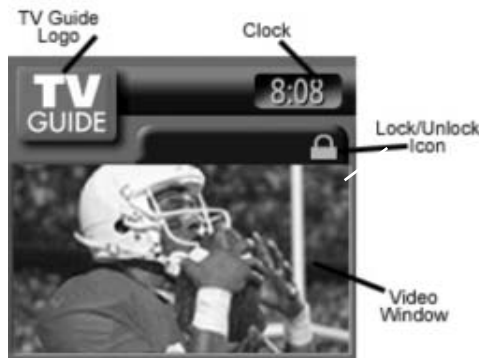 TV Guide
Logo
Clock
TV
GUIDE
8:08
Lock/Unlock
Icon
Video
Window